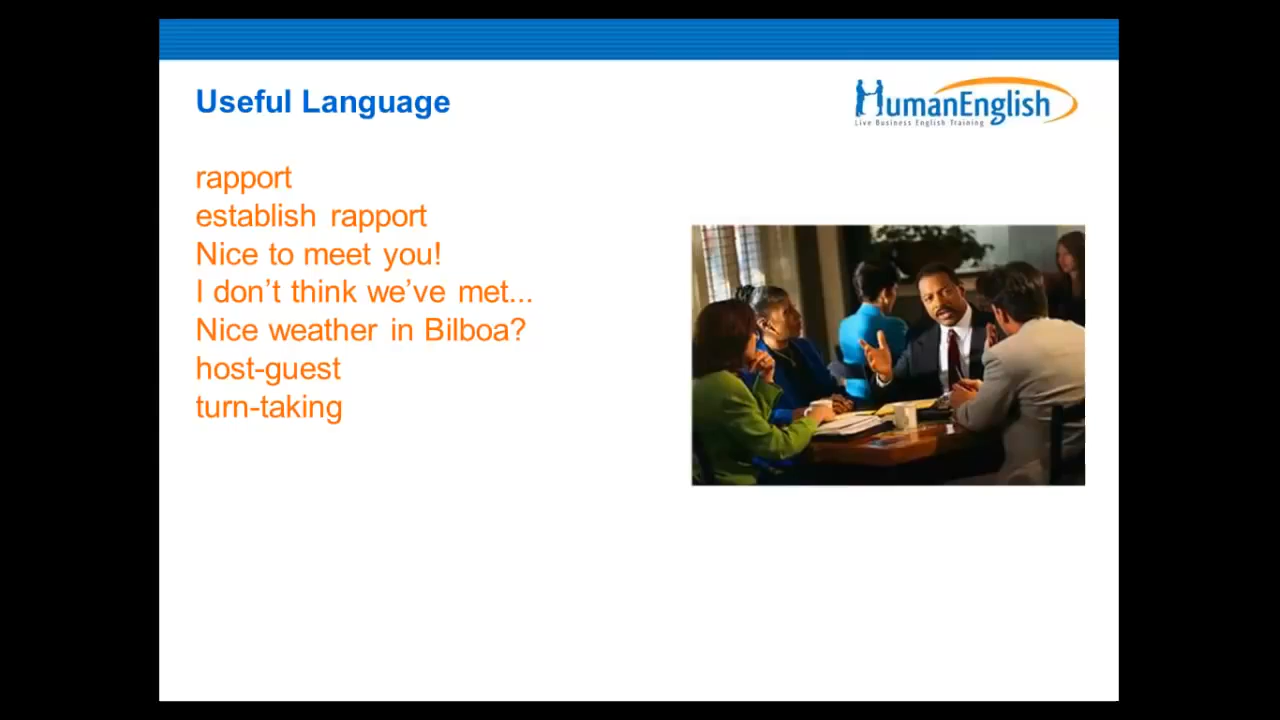 Useful Language
HumanEnglish
Live Business English Training
rapport
establish rapport
Nice to meet you!
I don't think we've met...
Nice weather in Bilboa?
host-guest
turn-taking